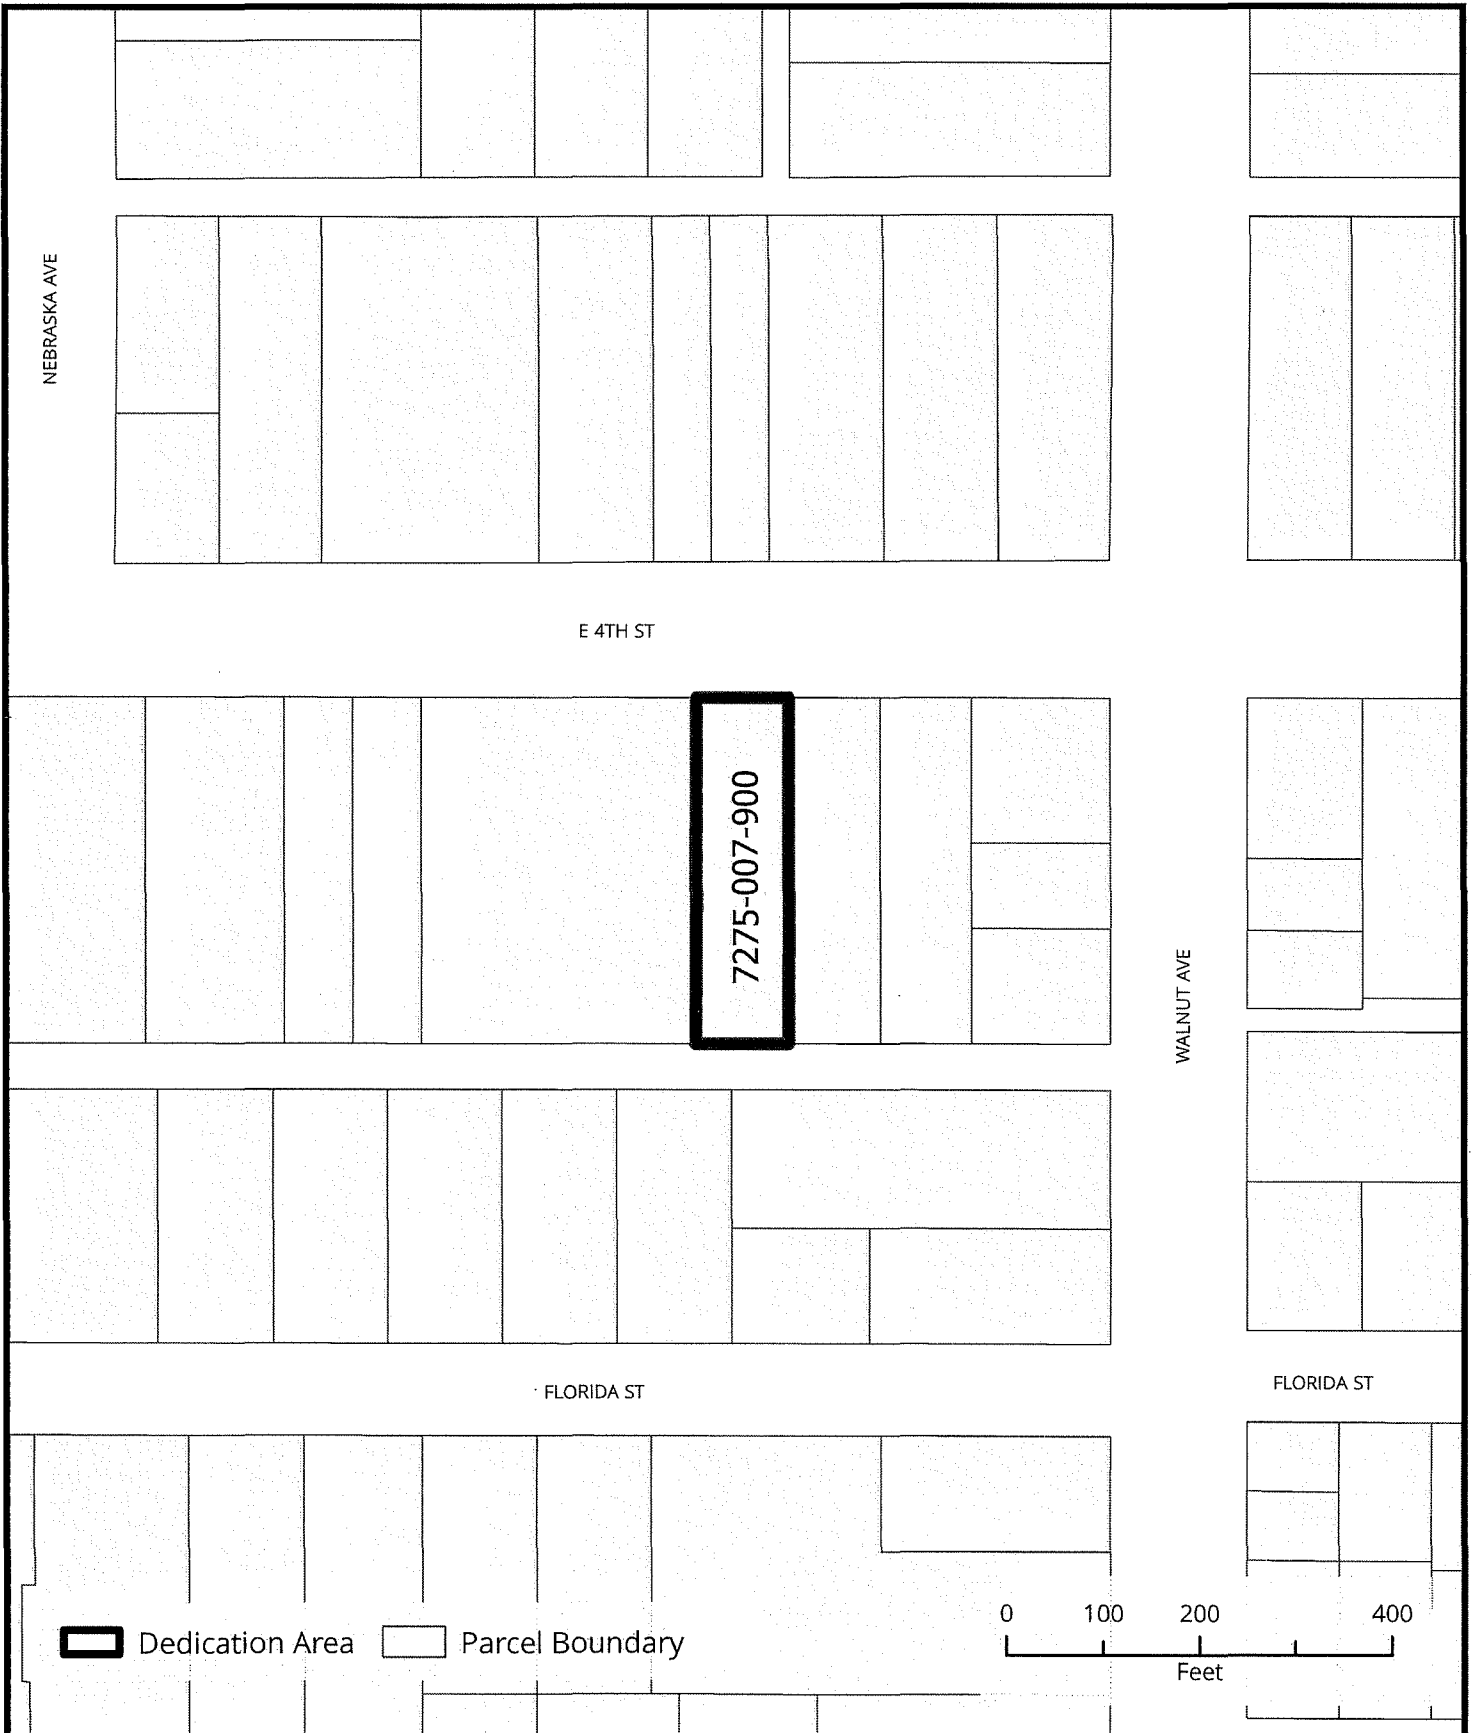 NEBRASKA AVE
E 4TH ST
7275-007-900
WALNUT AVE
FLORIDA ST
FLORIDA ST
Dedication Area
Parcel Boundary
0 100 200 400
Feet